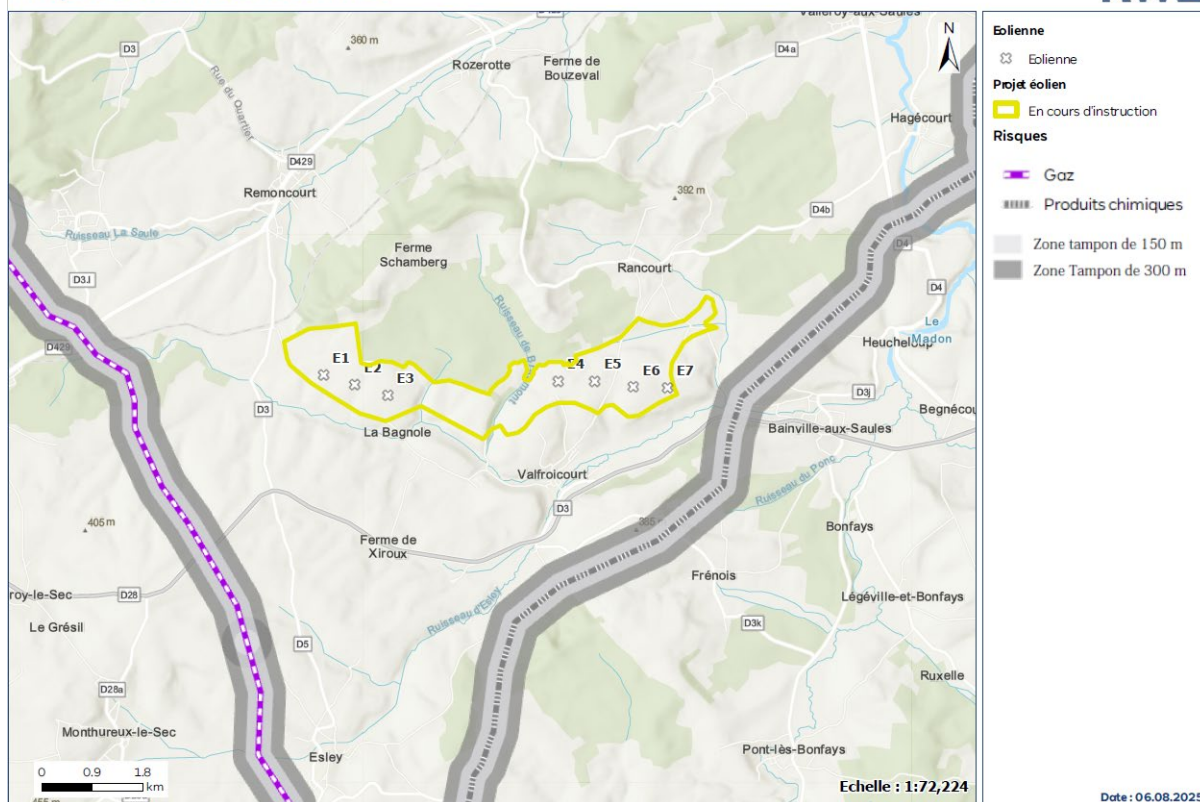 D3
360 m
Rozerotte
Ferme de
Bouzeval
D4a
Hagécourt
Rue du Quartier
D429
Remoncourt
392 m
D4b
Ruisseau La Saule
Ferme
Schamberg
Rancourt
D4
D3.l
D4
Le
Madon
Heucheloup
D429
E1
E2
E3
E4
E5
E6
E7
D3
D3j
Begnécou
La Bagnole
Bainville-aux-Saules
Valfroicourt
Ruisseau du Ponc
D3
405 m
Bonfays
Ferme de
Xiroux
Frénois
roy-le-Sec
D28
Légéville-et-Bonfays
Le Grésil
Ruisseau d'Esley
D3k
D5
Ruxelle
D28a
Monthureux-le-Sec
Pont-lès-Bonfays
Esley
0 0.9 1.8
km
Echelle : 1:72,224
N
Eolienne
Eolienne
Projet éolien
En cours d'instruction
Risques
Gaz
Produits chimiques
Zone tampon de 150 m
Zone Tampon de 300 m
Date : 06.08.2025